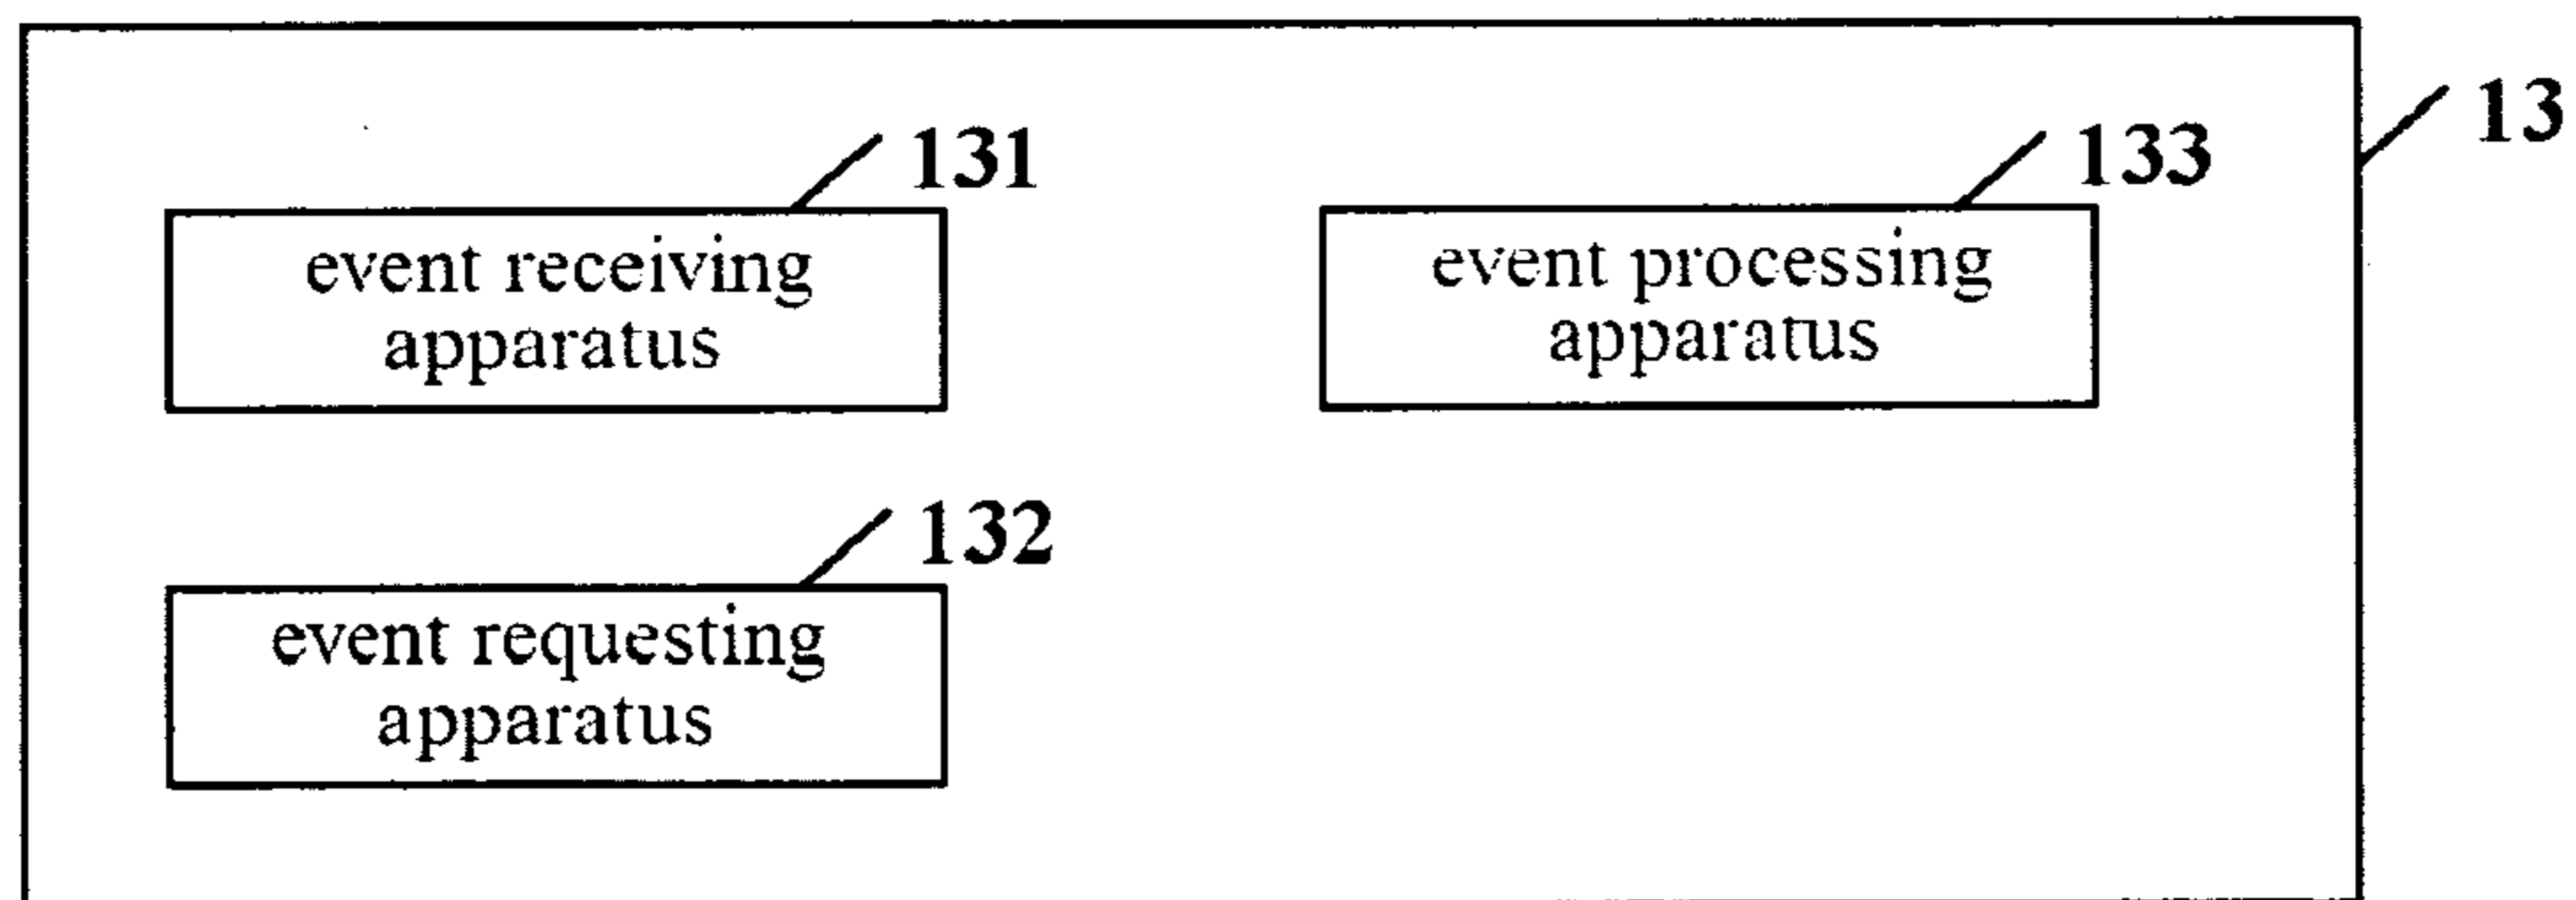 13
131
event receiving
apparatus
133
event processing
apparatus
132
event requesting
apparatus